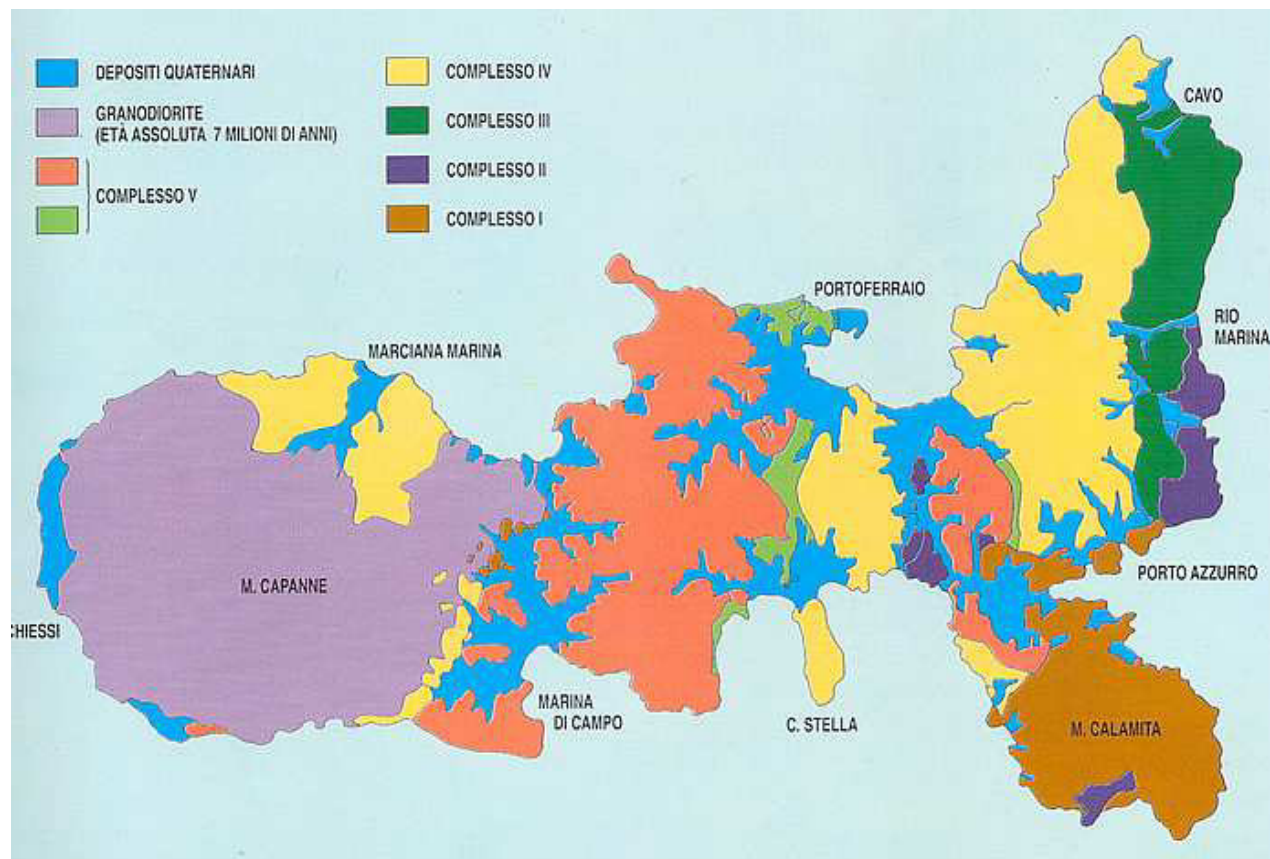 DEPOSITI QUATERNARI
GRANODIORITE
(ETÀ ASSOLUTA 7 MILIONI DI ANNI)
COMPLESSO V
COMPLESSO IV
COMPLESSO III
COMPLESSO II
COMPLESSO I
CAVO
PORTOFERRAIO
RIO
MARINA
MARCIANA MARINA
PORTO AZZURRO
M. CAPANNE
CHIESSI
MARINA
DI CAMPO
C. STELLA
M. CALAMITA